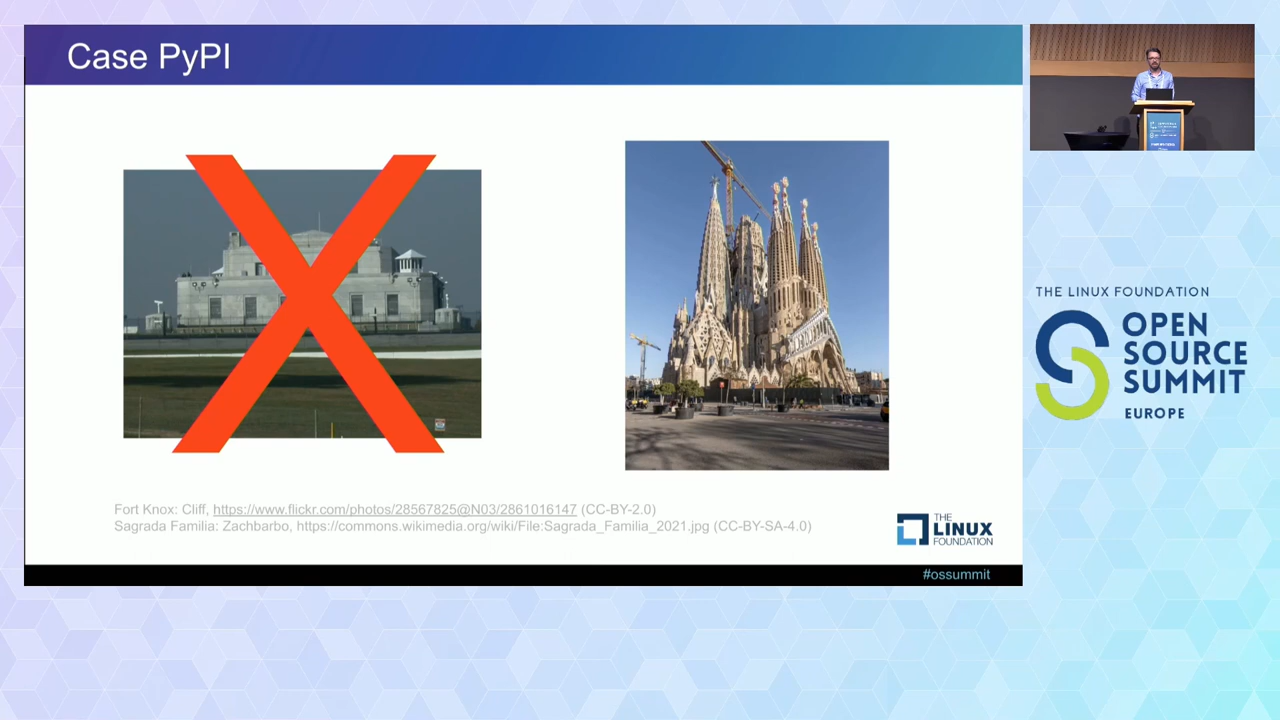 Case PyPI
Fort Knox: Cliff, https://www.flickr.com/photos/28567825@N03/2861016147 (CC-BY-2.0)
Sagrada Familia: Zachbarbo, https://commons.wikimedia.org/wiki/File:Sagrada_Familia_2021.jpg (CC-BY-SA-4.0)
THE
LINUX
FOUNDATION
#ossummit
THE LINUX FOUNDATION
OPEN
SOURCE
SUMMIT
EUROPE